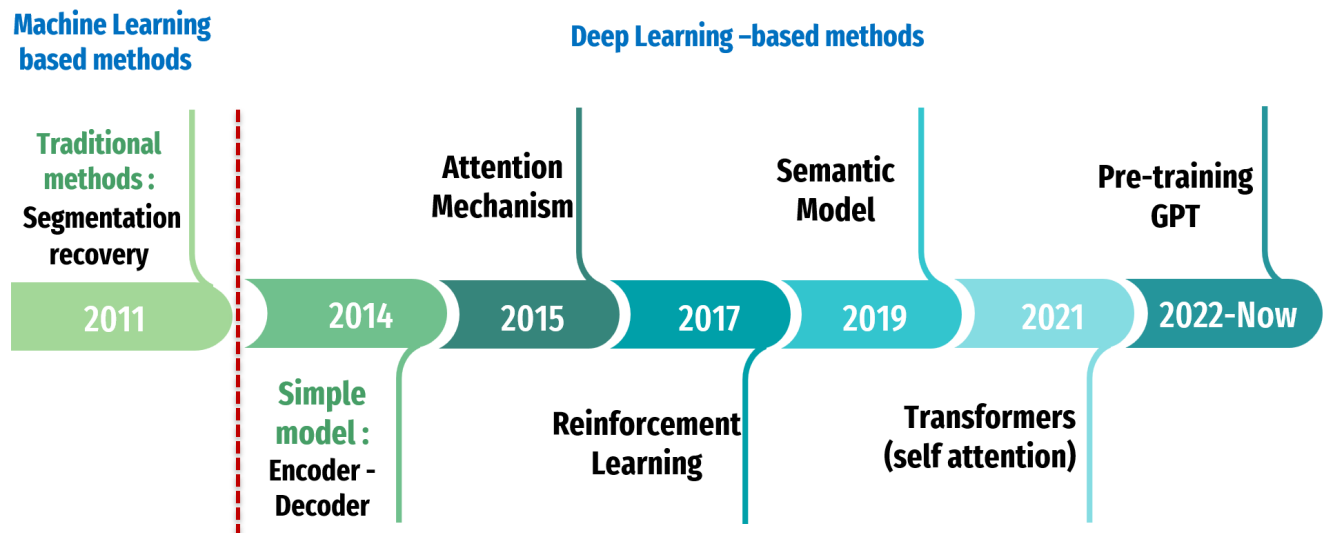 Machine Learning
based methods
Deep Learning –based methods
Traditional
methods :
Segmentation
recovery
Attention
Mechanism
Semantic
Model
Pre-training
GPT
2011
2014
2015
2017
2019
2021
2022-Now
Simple
model :
Encoder -
Decoder
Reinforcement
Learning
Transformers
(self attention)